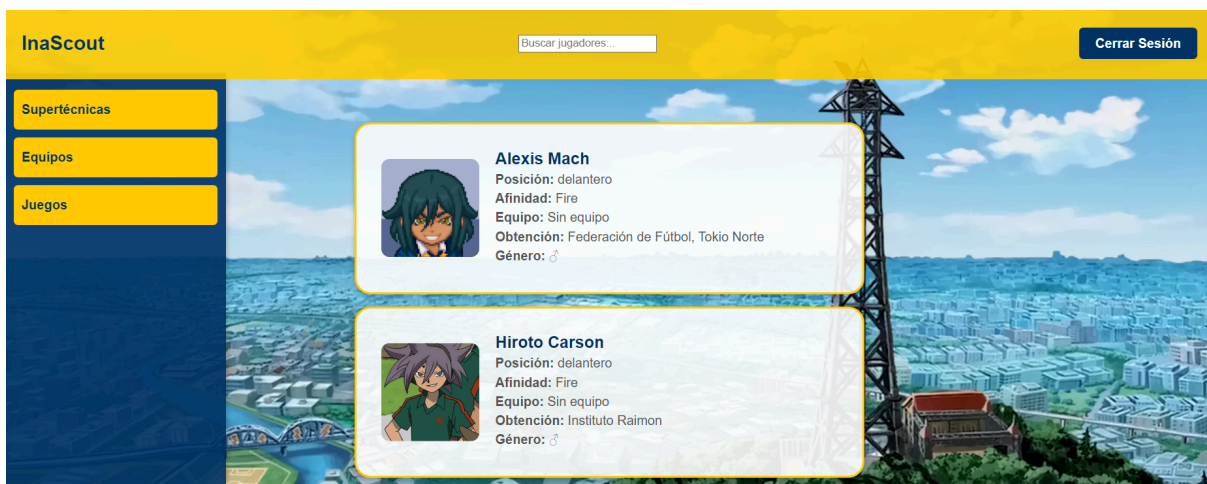 InaScout
Buscar jugadores...
Cerrar Sesión
Supertécnicas
Equipos
Juegos
Alexis Mach
Posición: delantero
Afinidad: Fire
Equipo: Sin equipo
Obtención: Federación de Fútbol, Tokio Norte
Género: ♂
Hiroto Carson
Posición: delantero
Afinidad: Fire
Equipo: Sin equipo
Obtención: Instituto Raimon
Género: ♂